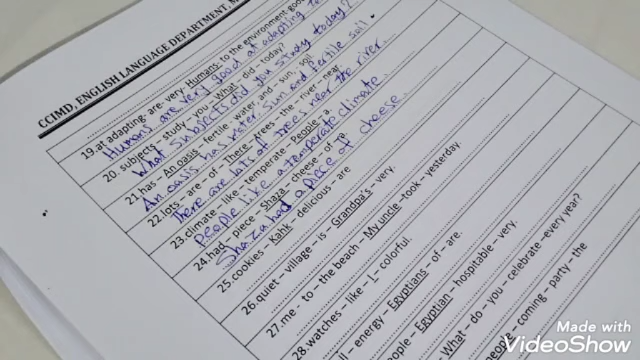 CCIMD, ENGLISH LANGUAGE DEPARTMENT, M
19.at adapting- are- very- Humans- to the environment good
Humans are very good at adapting to
20. subjects – study – you – What – did – today?
What subjects did you study today?
21.has – An oasis – fertile – water, and – sun, – soil
An oasis has water, sun and fertile soil
22.lots – are – of – There – trees – the – river – near.
There are lots of trees near the river.
23.climate – like – temperate – People – a.
people like a temperate climate
24.had – piece – Shaza – cheese – of –
Shaza had a piece of cheese
25.cookies – Kahk – delicious – are
26.quiet – village – is – Grandpa's – very.
27.me – to – the beach – My uncle – took – yesterday.
28.watches – like – I – colorful.
– energy – Egyptians – of – are.
– Egyptian – hospitable – very.
– What – do – you – celebrate – every year?
– coming – party – the
Made with
VideoShow